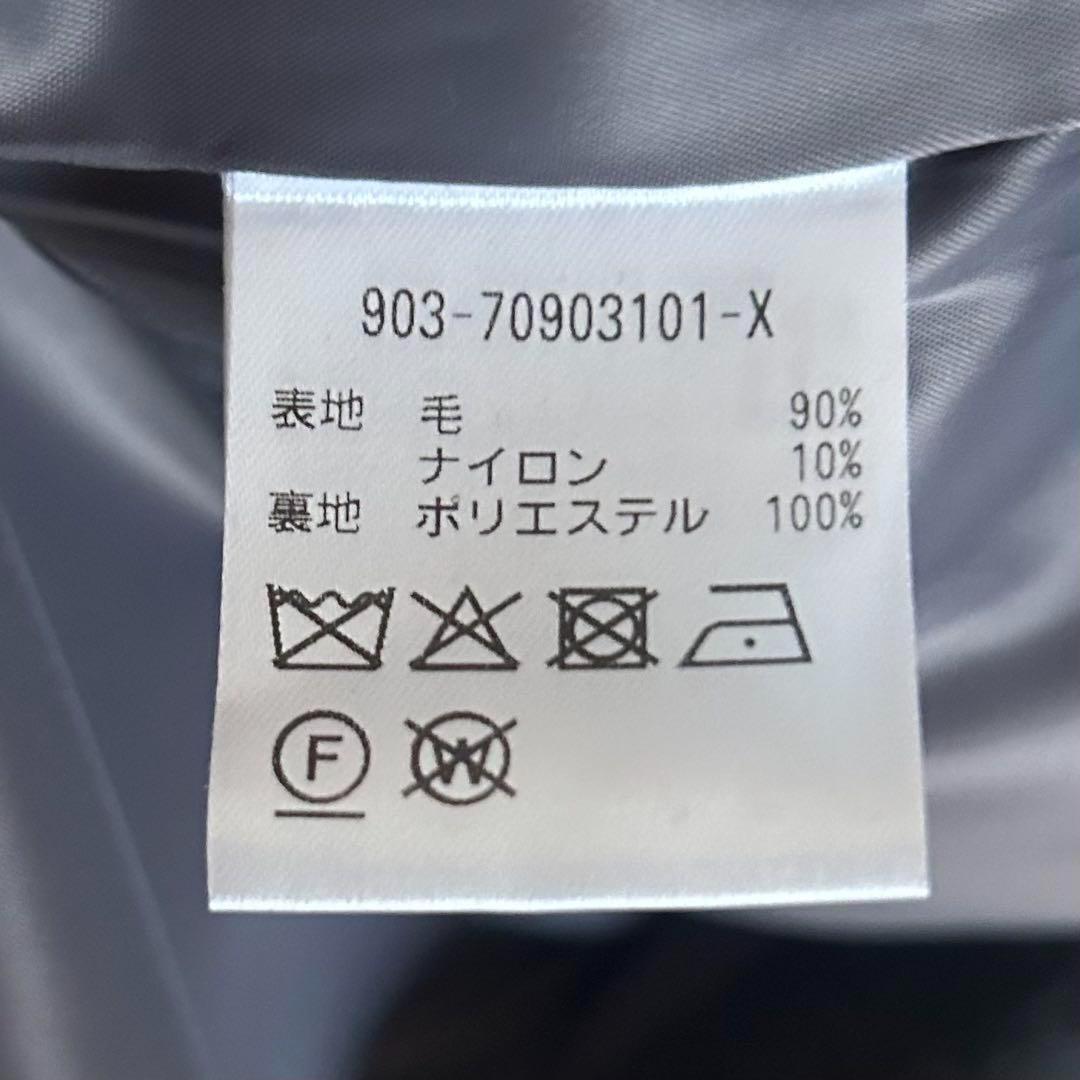 903-70903101-X
表地 毛 90%
ナイロン 10%
裏地 ポリエステル 100%
F W